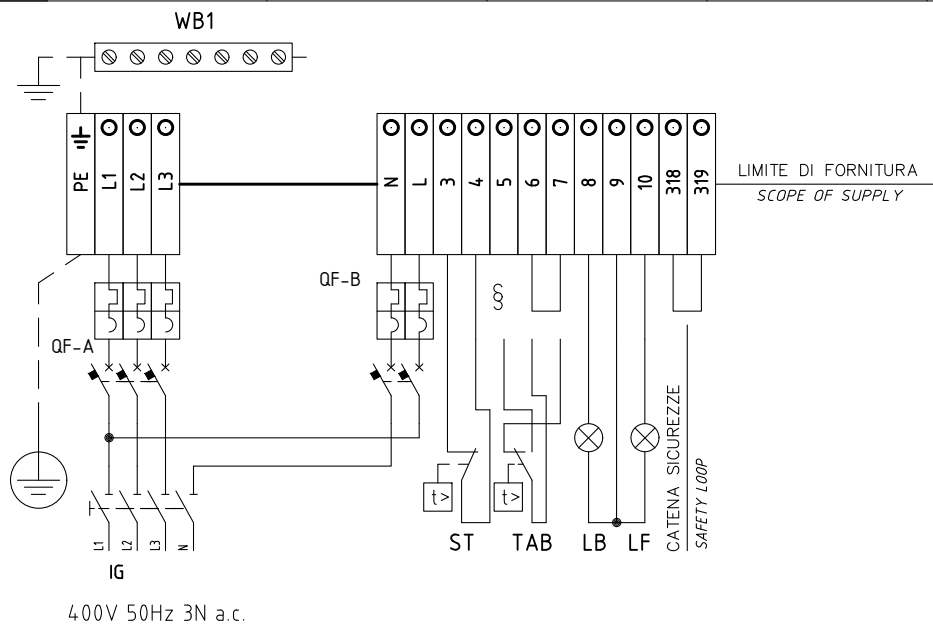 WB1
PE L1 L2 L3 N L 3 4 5 6 7 8 9 10 318 319
LIMITE DI FORNITURA
SCOPE OF SUPPLY
QF-B
§
QF-A
CATENA SICUREZZE
SAFETY LOOP
t> t>
ST TAB LB LF
L1 L2 L3 N
IG
400V 50Hz 3N a.c.